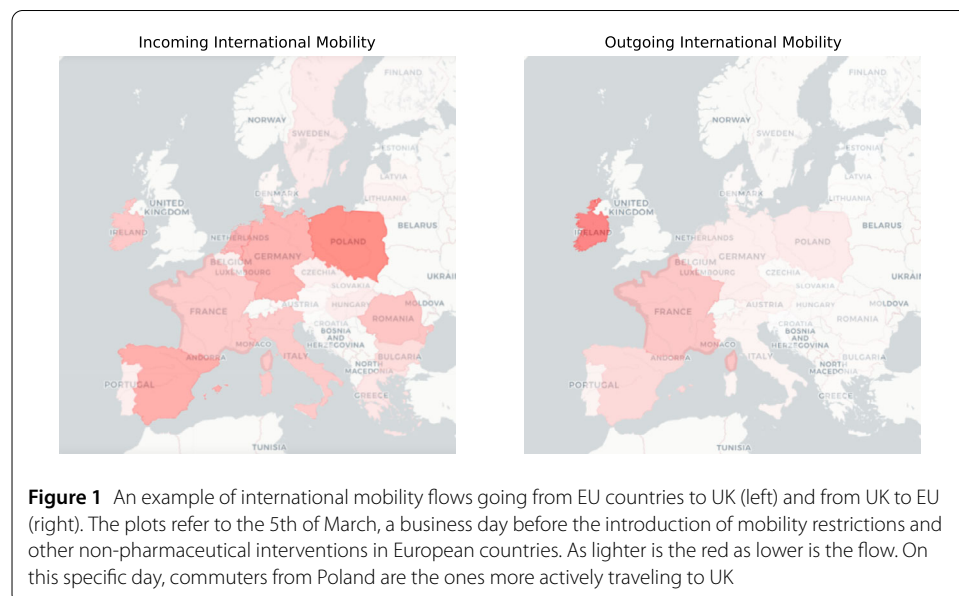 Incoming International Mobility
FINLAND
NORWAY
SWEDEN
ESTONIA
LATVIA
DENMARK
LITHUANIA
UNITED
KINGDOM
IRELAND
BELARUS
NETHERLANDS
POLAND
BELGIUM
GERMANY
LUXEMBOURG
CZECHIA
UKRAI
SLOVAKIA
AUSTRIA
HUNGARY
MOLDOVA
FRANCE
ROMANIA
CROATIA
BOSNIA
AND
HERZEGOVINA
MONACO
ANDORRA
ITALY
BULGARIA
NORTH
MACEDONIA
PORTUGAL
GREECE
TUNISIA
Outgoing International Mobility
FINLAND
NORWAY
SWEDEN
ESTONIA
LATVIA
DENMARK
LITHUANIA
UNITED
KINGDOM
IRELAND
BELARUS
NETHERLANDS
POLAND
BELGIUM
GERMANY
LUXEMBOURG
CZECHIA
UKRAI
SLOVAKIA
AUSTRIA
HUNGARY
MOLDOVA
FRANCE
ROMANIA
CROATIA
BOSNIA
AND
HERZEGOVINA
MONACO
ANDORRA
ITALY
BULGARIA
NORTH
MACEDONIA
PORTUGAL
GREECE
TUNISIA
Figure 1 An example of international mobility flows going from EU countries to UK (left) and from UK to EU
(right). The plots refer to the 5th of March, a business day before the introduction of mobility restrictions and
other non-pharmaceutical interventions in European countries. As lighter is the red as lower is the flow. On
this specific day, commuters from Poland are the ones more actively traveling to UK